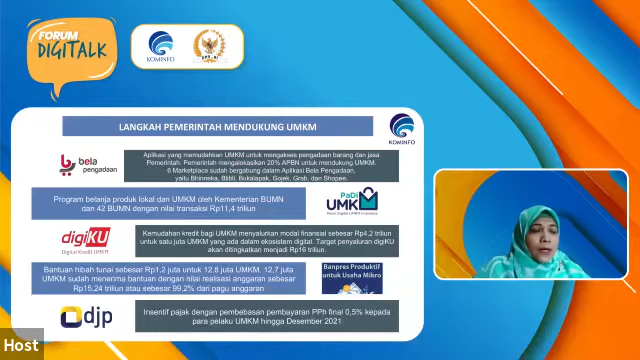 FORUM
DIGITALK
KOMINFO
DPR-RI
LANGKAH PEMERINTAH MENDUKUNG UMKM
KOMINFO
bela
pengadaan
Aplikasi yang memudahkan UMKM untuk mengakses pengadaan barang dan jasa
Pemerintah. Pemerintah mengalokasikan 20% APBN untuk mendukung UMKM.
6 Marketplace sudah bergabung dalam Aplikasi Bela Pengadaan,
yaitu Bhinneka, Blibli, Bukalapak, Gojek, Grab, dan Shopee.
Program belanja produk lokal dan UMKM oleh Kementerian BUMN
dan 42 BUMN dengan nilai transaksi Rp11,4 triliun
PaDi
UMK
Pasar Digital UMKM Indonesia
digiKU
Digital Kredit UMKM
Kemudahan kredit bagi UMKM menyalurkan modal finansial sebesar Rp4,2 triliun
untuk satu juta UMKM yang ada dalam ekosistem digital. Target penyaluran digiKU
akan ditingkatkan menjadi Rp16 triliun.
Bantuan hibah tunai sebesar Rp1,2 juta untuk 12,8 juta UMKM. 12,7 juta
UMKM sudah menerima bantuan dengan nilai realisasi anggaran sebesar
Rp15,24 triliun atau sebesar 99,2% dari pagu anggaran
Banpres Produktif
untuk Usaha Mikro
djp
Insentif pajak dengan pembebasan pembayaran PPh final 0,5% kepada
para pelaku UMKM hingga Desember 2021
Host